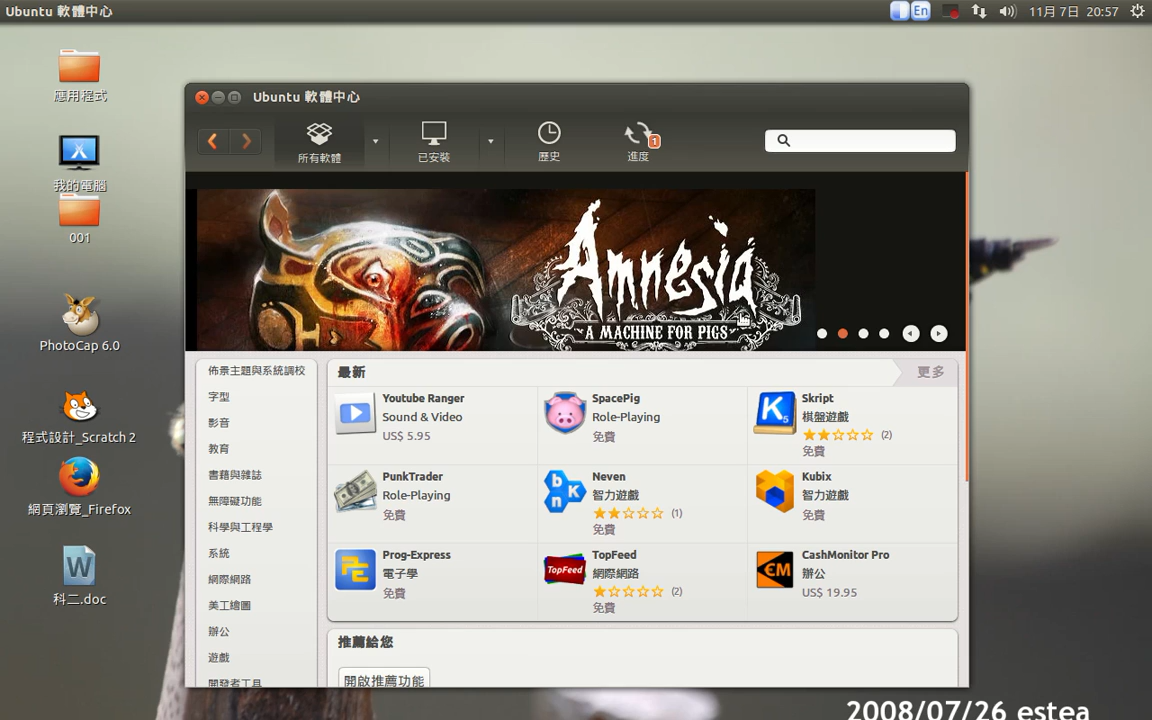 Ubuntu 軟體中心
En
11月 7日 20:57
應用程式
我的電腦
001
PhotoCap 6.0
程式設計_Scratch 2
網頁瀏覽_Firefox
W
科二.doc
Ubuntu 軟體中心
所有軟體
已安裝
歷史
1
進度
Amnesia
A MACHINE FOR PIGS
佈景主題與系統調校
字型
影音
教育
書籍與雜誌
無障礙功能
科學與工程學
系統
網際網路
美工繪圖
辦公
遊戲
開發者工具
最新
更多
Youtube Ranger
Sound & Video
US$ 5.95
SpacePig
Role-Playing
免費
K5
Skript
棋盤遊戲
(2)
免費
PunkTrader
Role-Playing
免費
b
n
K
Neven
智力遊戲
(1)
免費
Kubix
智力遊戲
免費
PE
Prog-Express
電子學
免費
TopFeed
TopFeed
網際網路
(2)
免費
CM
CashMonitor Pro
辦公
US$ 19.95
推薦給您
開啟推薦功能
2008/07/26 estea